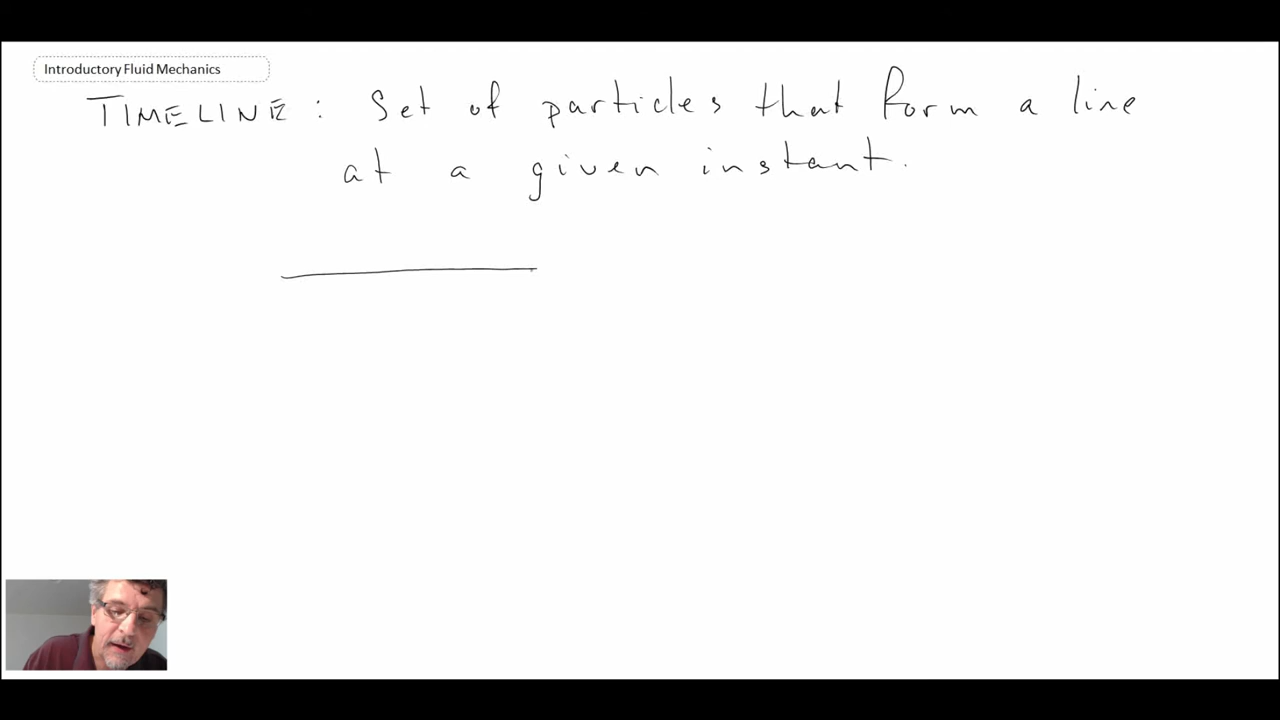 Introductory Fluid Mechanics
TIMELINE : Set of particles that form a line
at a given instant.